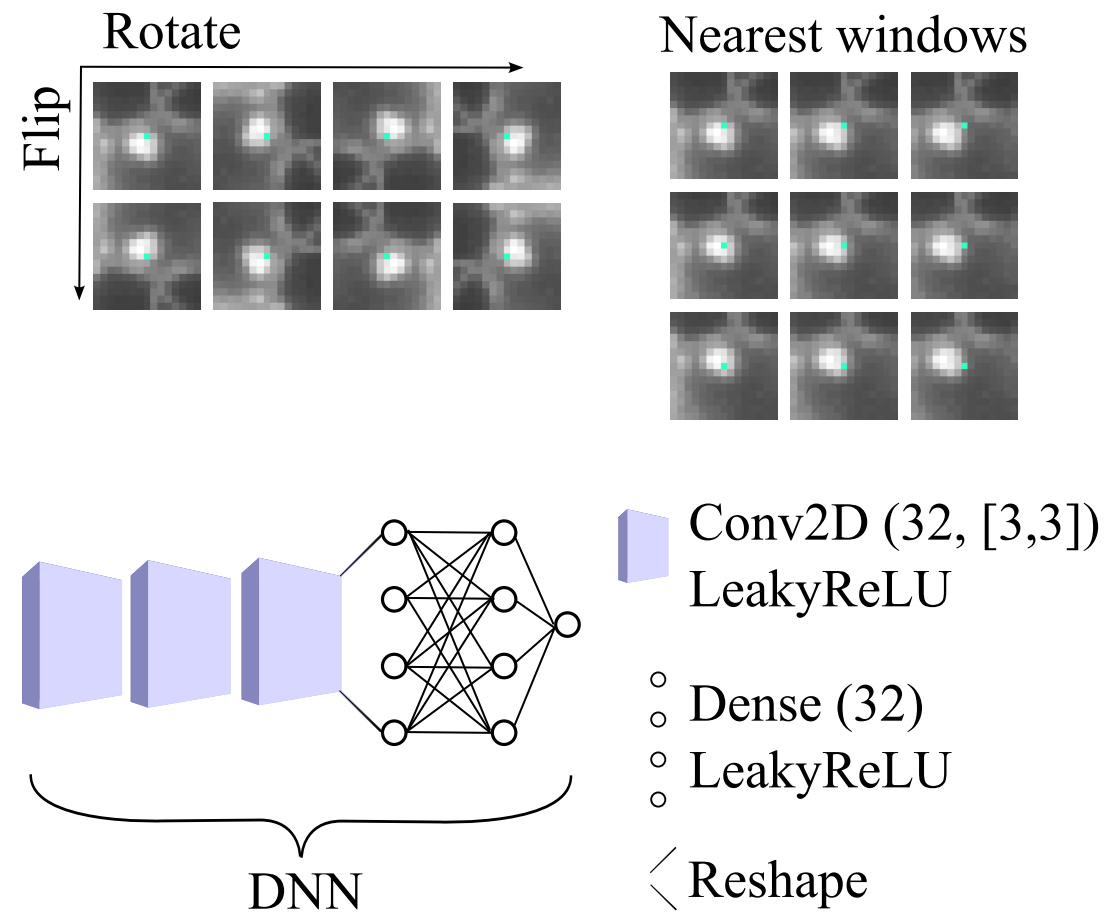 Rotate
Flip
Nearest windows
Conv2D (32, [3,3])
LeakyReLU
Dense (32)
LeakyReLU
Reshape
DNN